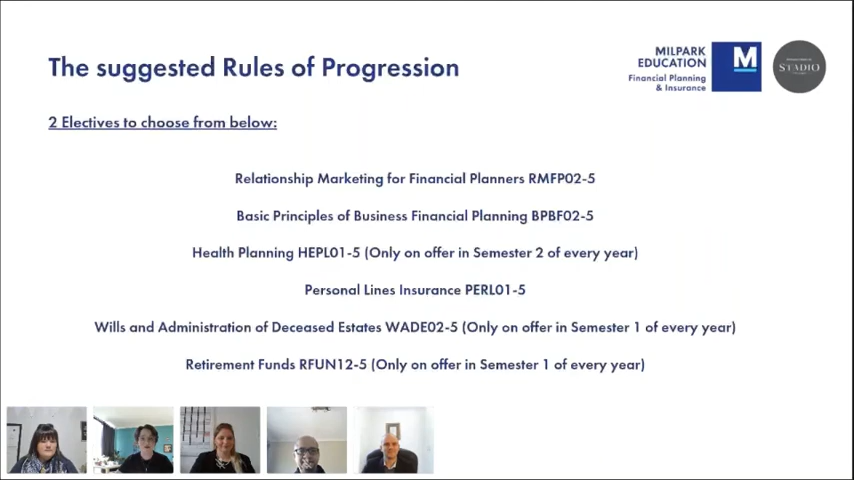 The suggested Rules of Progression
MILPARK
EDUCATION
Financial Planning
& Insurance
M
STADIO
2 Electives to choose from below:
Relationship Marketing for Financial Planners RMFP02-5
Basic Principles of Business Financial Planning BPBF02-5
Health Planning HEPL01-5 (Only on offer in Semester 2 of every year)
Personal Lines Insurance PERL01-5
Wills and Administration of Deceased Estates WADE02-5 (Only on offer in Semester 1 of every year)
Retirement Funds RFUN12-5 (Only on offer in Semester 1 of every year)